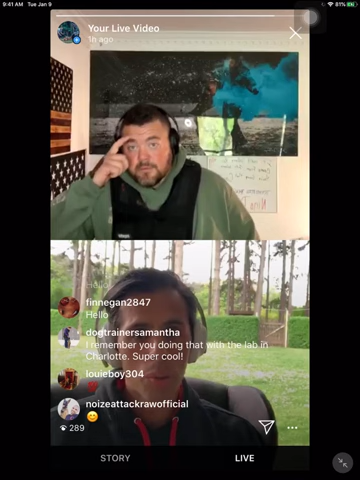 9:41 AM Tue Jan 9
81%
Your Live Video
1h ago
Hello
finnegan2847
Hello
dogtrainersamantha
I remember you doing that with the lab in
Charlotte. Super cool!
louieboy304
noizeattackrawofficial
289
STORY LIVE